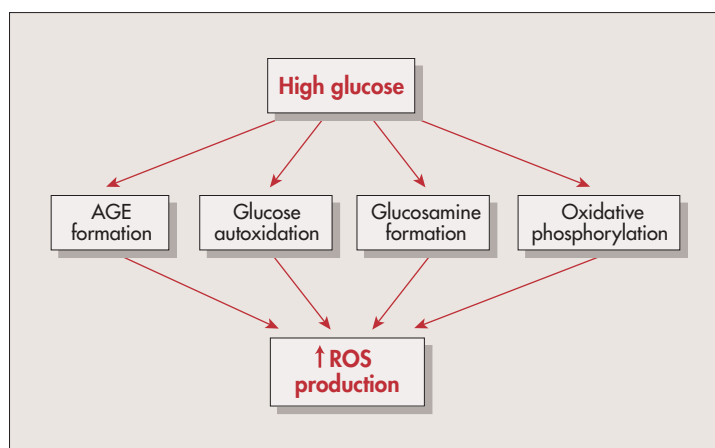 High glucose
AGE
formation
Glucose
autoxidation
Glucosamine
formation
Oxidative
phosphorylation
↑ROS
production